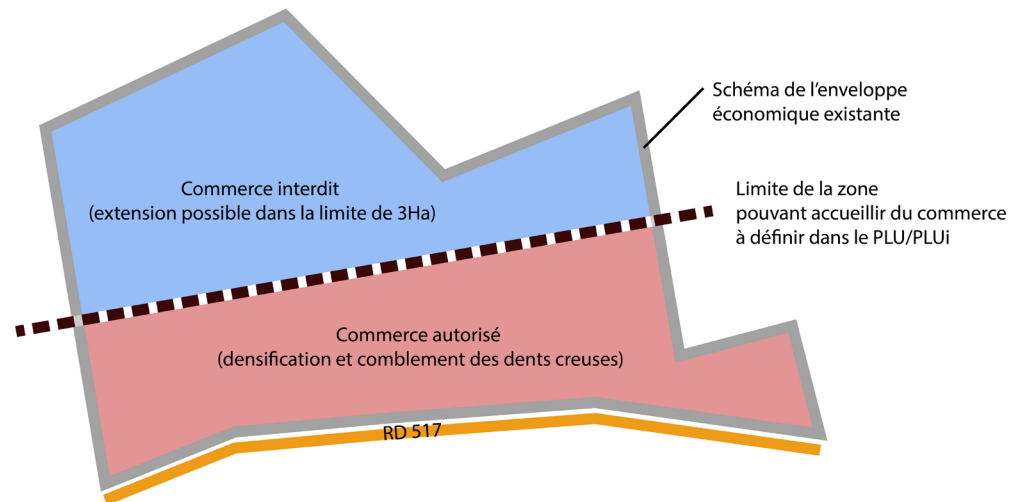 Schéma de l'enveloppe
économique existante
Commerce interdit
(extension possible dans la limite de 3Ha)
Limite de la zone
pouvant accueillir du commerce
à définir dans le PLU/PLUi
Commerce autorisé
(densification et comblement des dents creuses)
RD 517